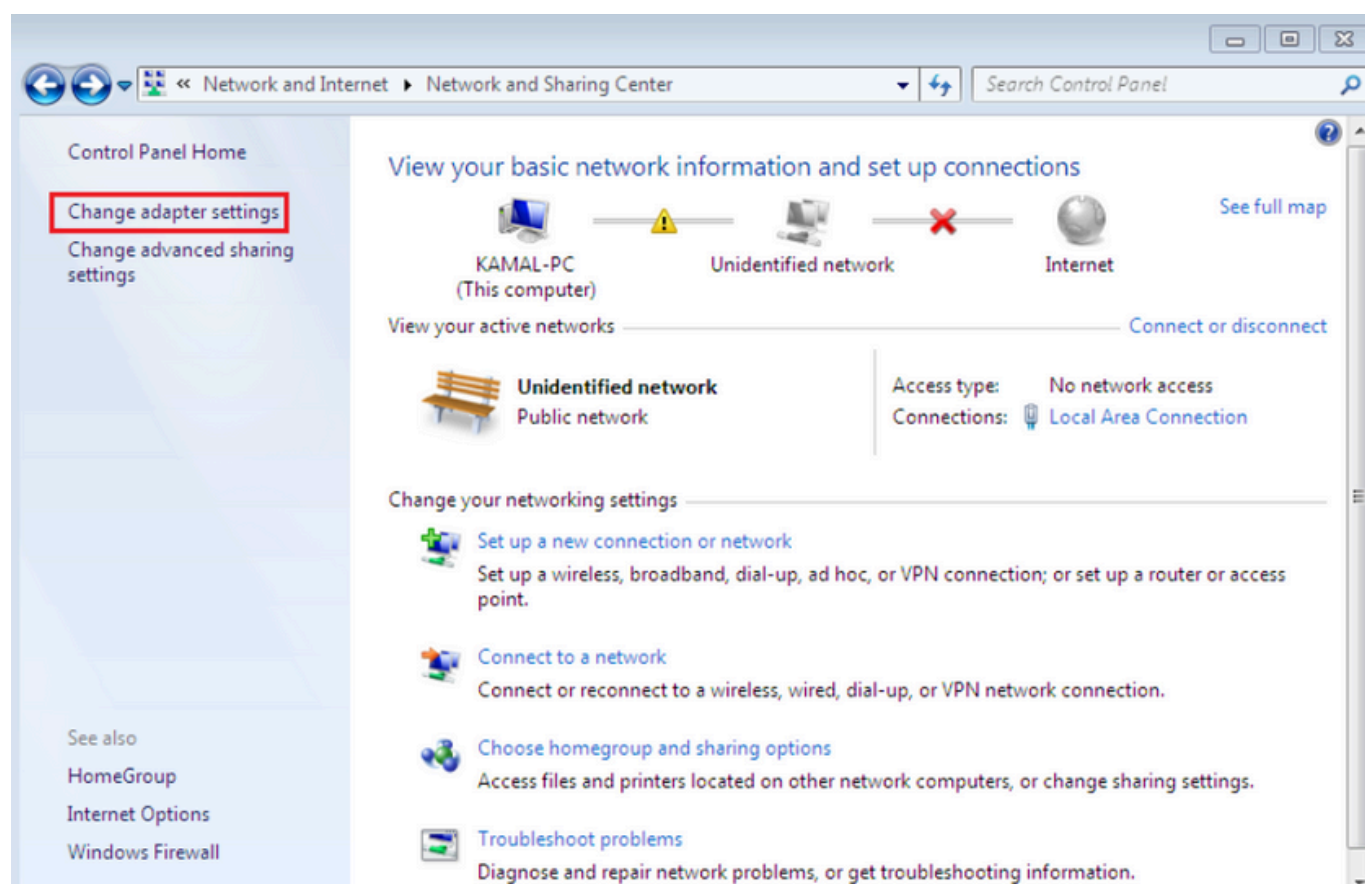 « Network and Internet ▸ Network and Sharing Center
Search Control Panel
Control Panel Home
Change adapter settings
Change advanced sharing
settings
See also
HomeGroup
Internet Options
Windows Firewall
View your basic network information and set up connections
See full map
KAMAL-PC
(This computer)
Unidentified network
Internet
View your active networks
Connect or disconnect
Unidentified network
Public network
Access type: No network access
Connections: Local Area Connection
Change your networking settings
Set up a new connection or network
Set up a wireless, broadband, dial-up, ad hoc, or VPN connection; or set up a router or access
point.
Connect to a network
Connect or reconnect to a wireless, wired, dial-up, or VPN network connection.
Choose homegroup and sharing options
Access files and printers located on other network computers, or change sharing settings.
Troubleshoot problems
Diagnose and repair network problems, or get troubleshooting information.